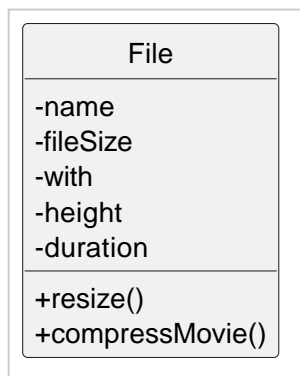 File
-name
-fileSize
-with
-height
-duration
+resize()
+compressMovie()